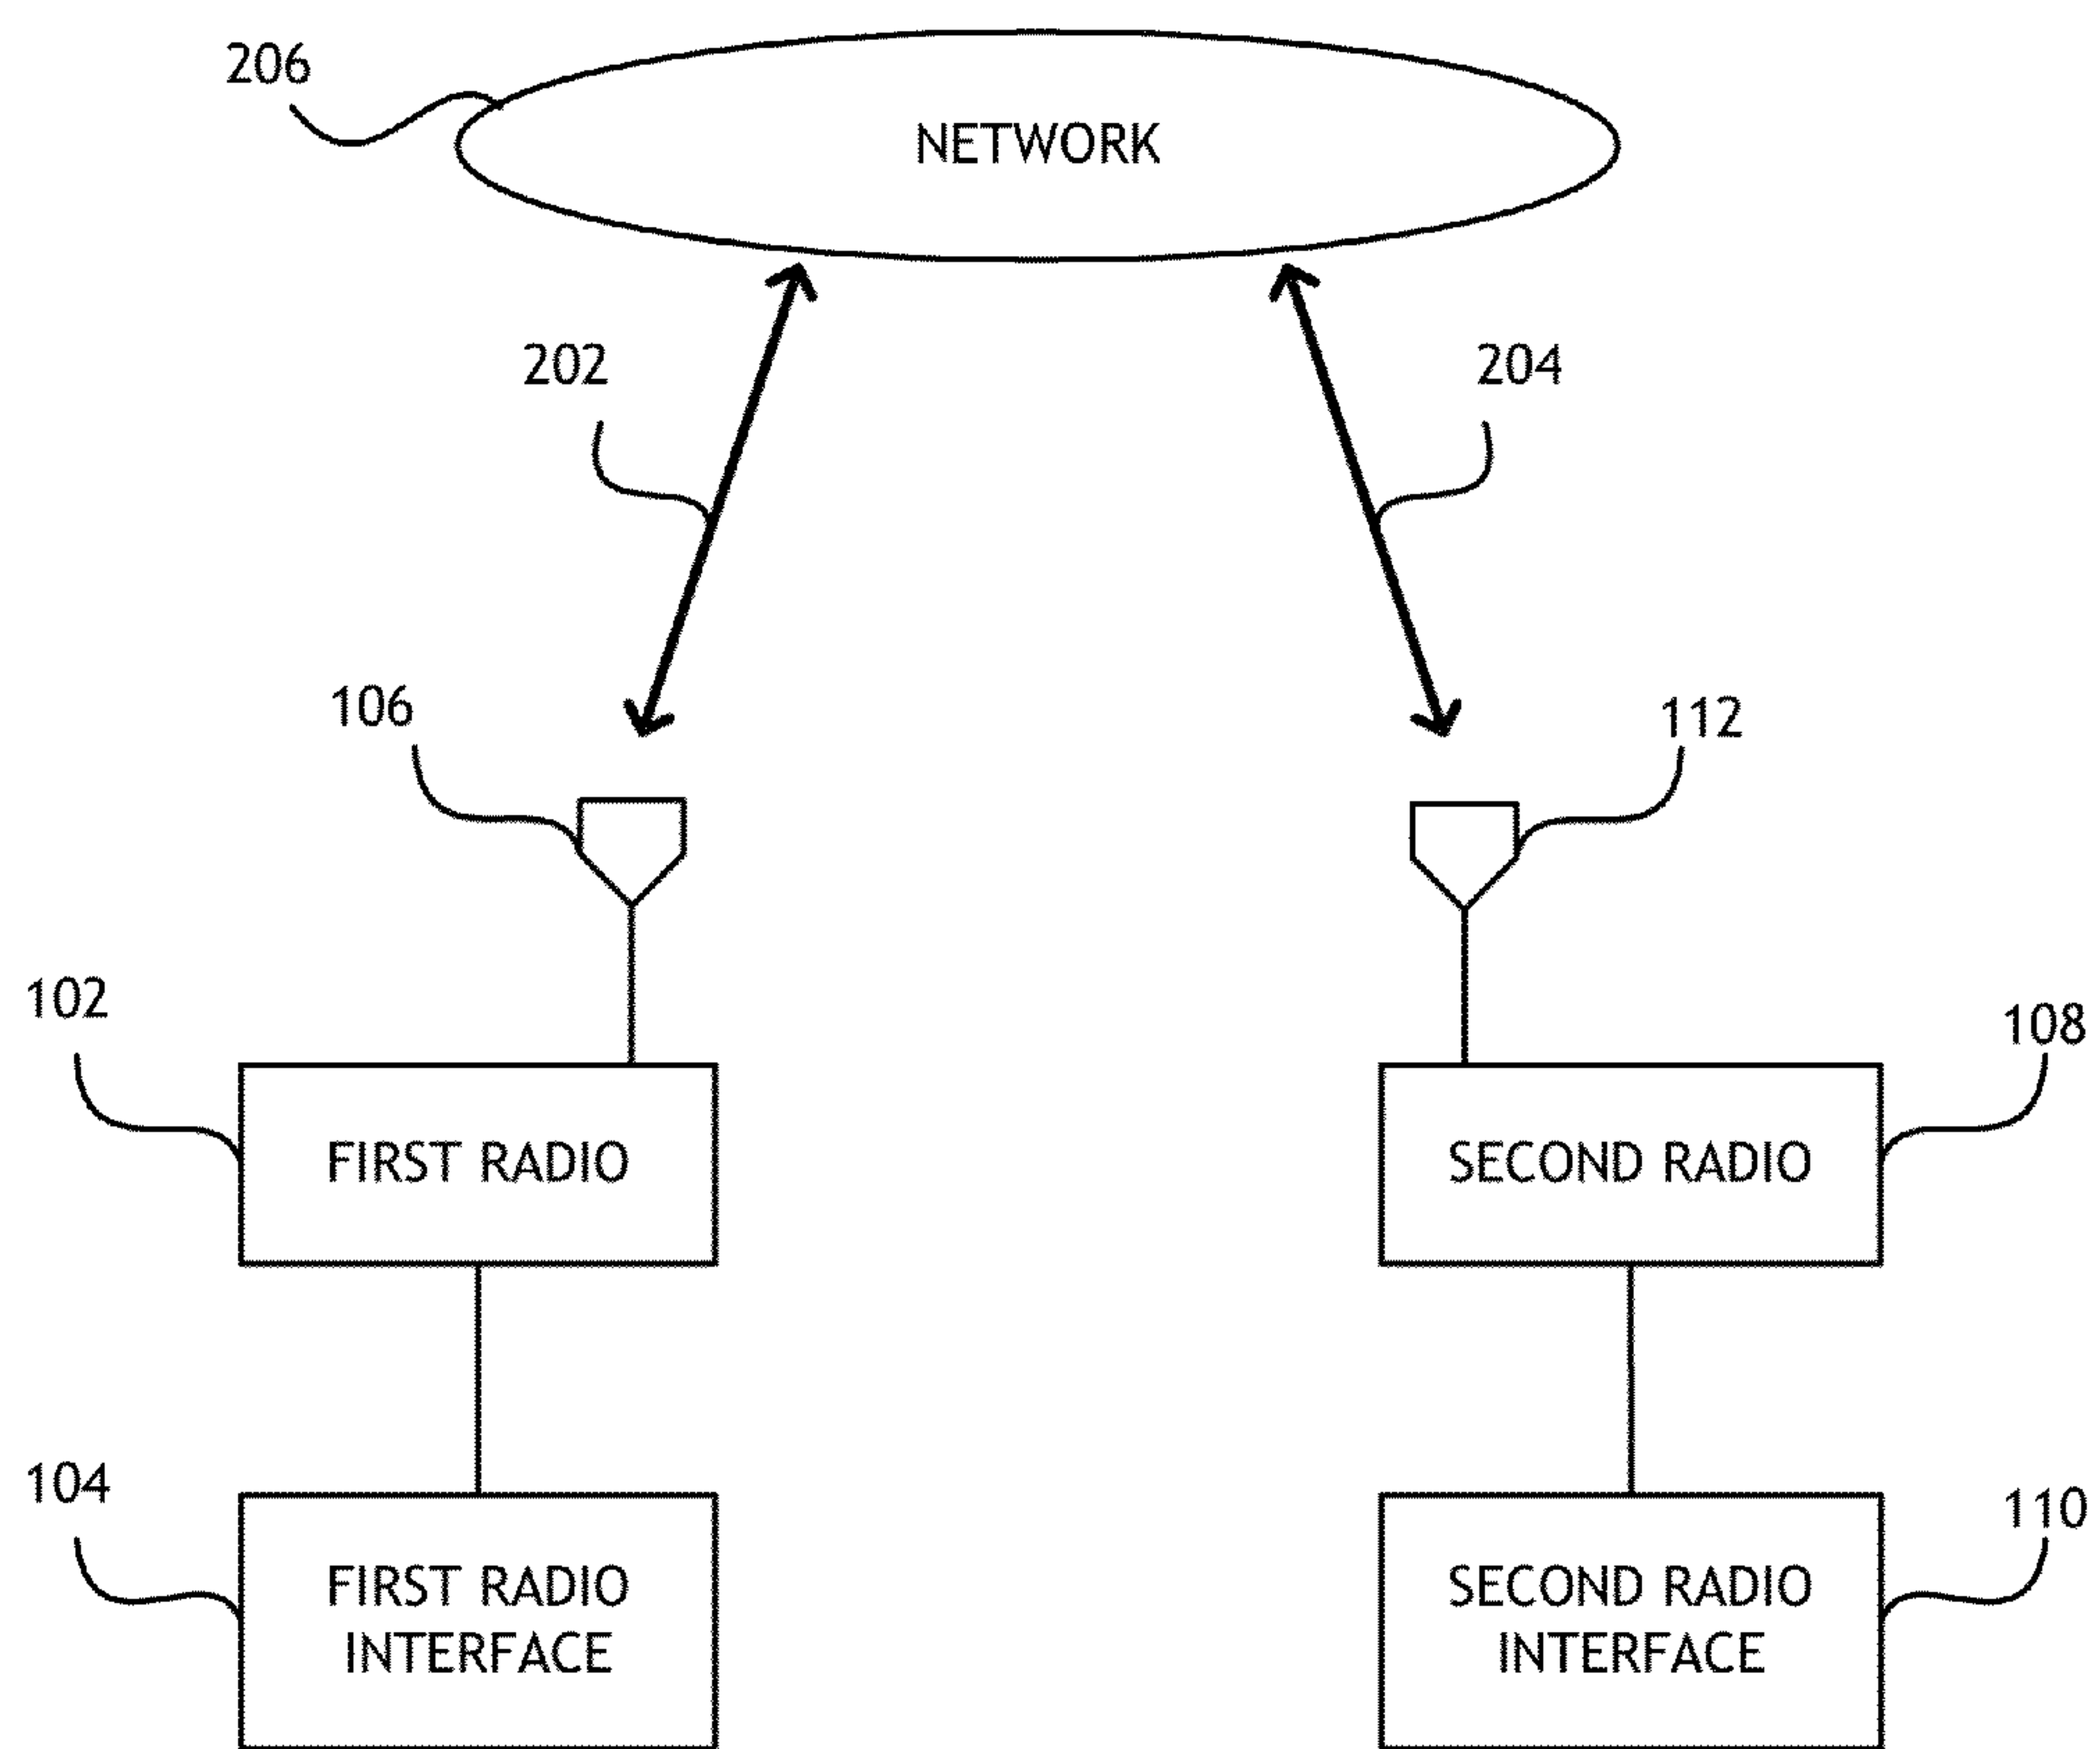 206
NETWORK
202
204
106
112
102
108
FIRST RADIO
SECOND RADIO
104
110
FIRST RADIO
INTERFACE
SECOND RADIO
INTERFACE